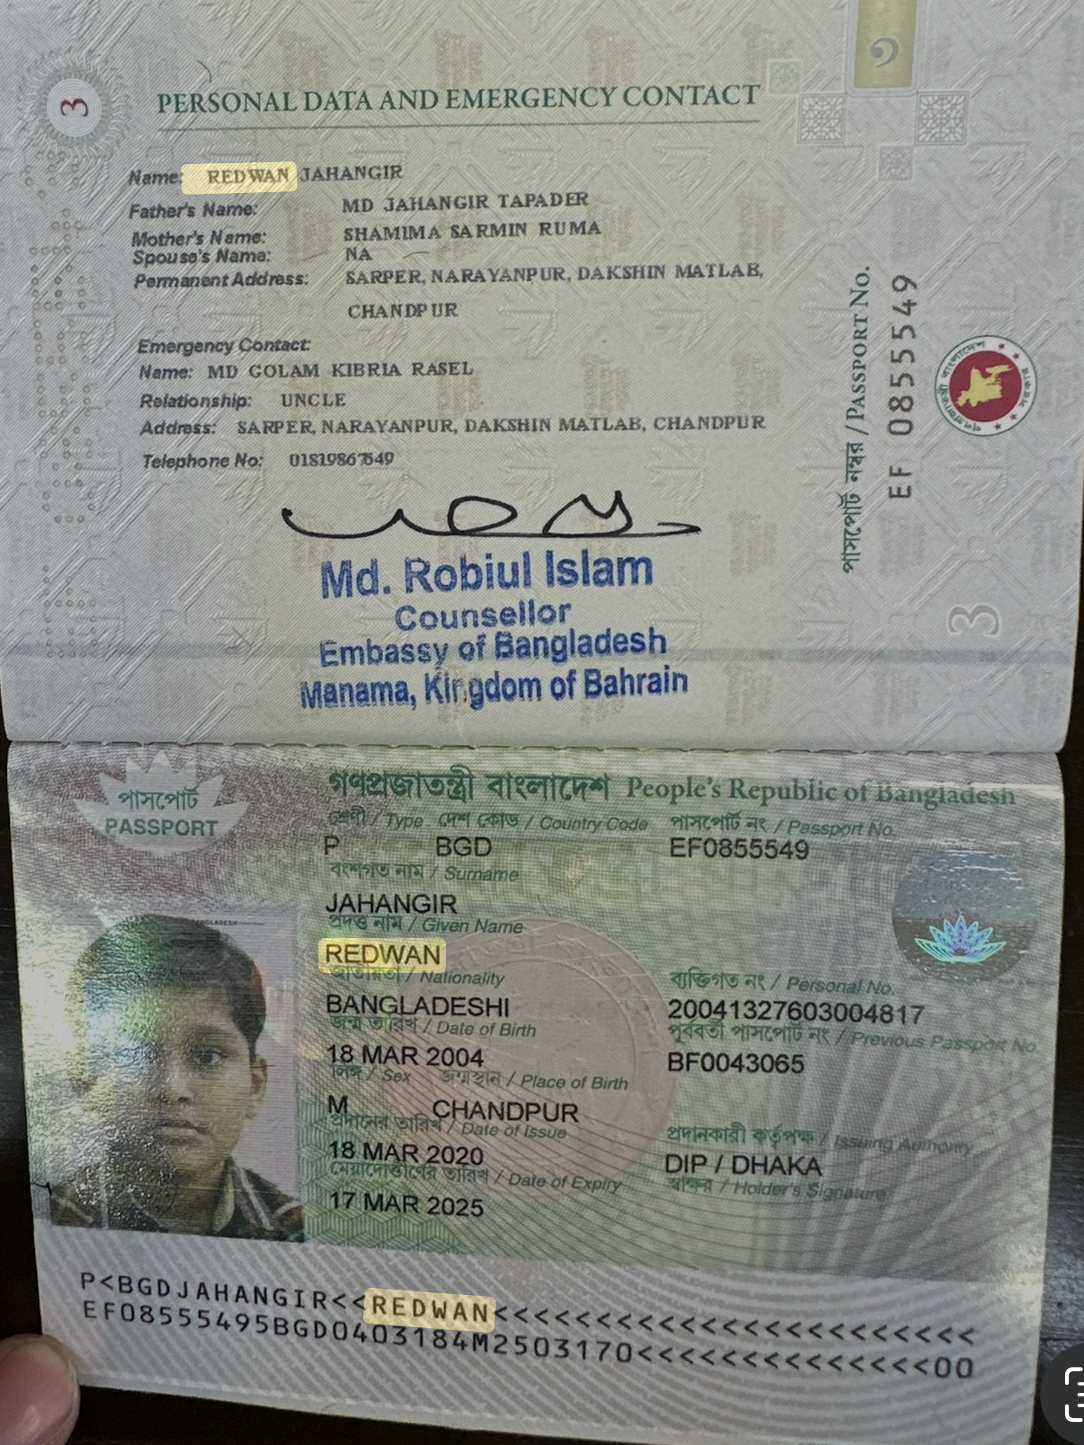 3
PERSONAL DATA AND EMERGENCY CONTACT
Name: REDWAN JAHANGIR
Father's Name: MD JAHANGIR TAPADER
Mother's Name: SHAMIMA SARMIN RUMA
Spouse's Name: NA
Permanent Address: SARPER, NARAYANPUR, DAKSHIN MATLAB,
CHANDPUR
Emergency Contact:
Name: MD GOLAM KIBRIA RASEL
Relationship: UNCLE
Address: SARPER, NARAYANPUR, DAKSHIN MATLAB, CHANDPUR
Telephone No:
Md. Robiul Islam
Counsellor
Embassy of Bangladesh
Manama, Kingdom of Bahrain
পাসপোর্ট নম্বর / PASSPORT No.
EF 0855549
3
পাসপোর্ট
PASSPORT
গণপ্রজাতন্ত্রী বাংলাদেশ People's Republic of Bangladesh
শ্রেণী / Type দেশ কোড / Country Code পাসপোর্ট নং / Passport No.
P BGD EF0855549
বংশগত নাম / Surname
JAHANGIR
প্রদত্ত নাম / Given Name
REDWAN
জাতীয়তা / Nationality ব্যক্তিগত নং / Personal No.
BANGLADESHI 20041327603004817
জন্ম তারিখ / Date of Birth পূর্ববর্তী পাসপোর্ট নং / Previous Passport No.
18 MAR 2004 BF0043065
লিঙ্গ / Sex জন্মস্থান / Place of Birth
M CHANDPUR
প্রদানের তারিখ / Date of Issue প্রদানকারী কর্তৃপক্ষ / Issuing Authority
18 MAR 2020 DIP / DHAKA
মেয়াদোত্তীর্ণের তারিখ / Date of Expiry স্বাক্ষর / Holder's Signature
17 MAR 2025
P<BGDJAHANGIR<<REDWAN<<<<<<<<<<<<<<<<<<<<<<<
EF08555495BGD0403184M2503170<<<<<<<<<<<<<<00